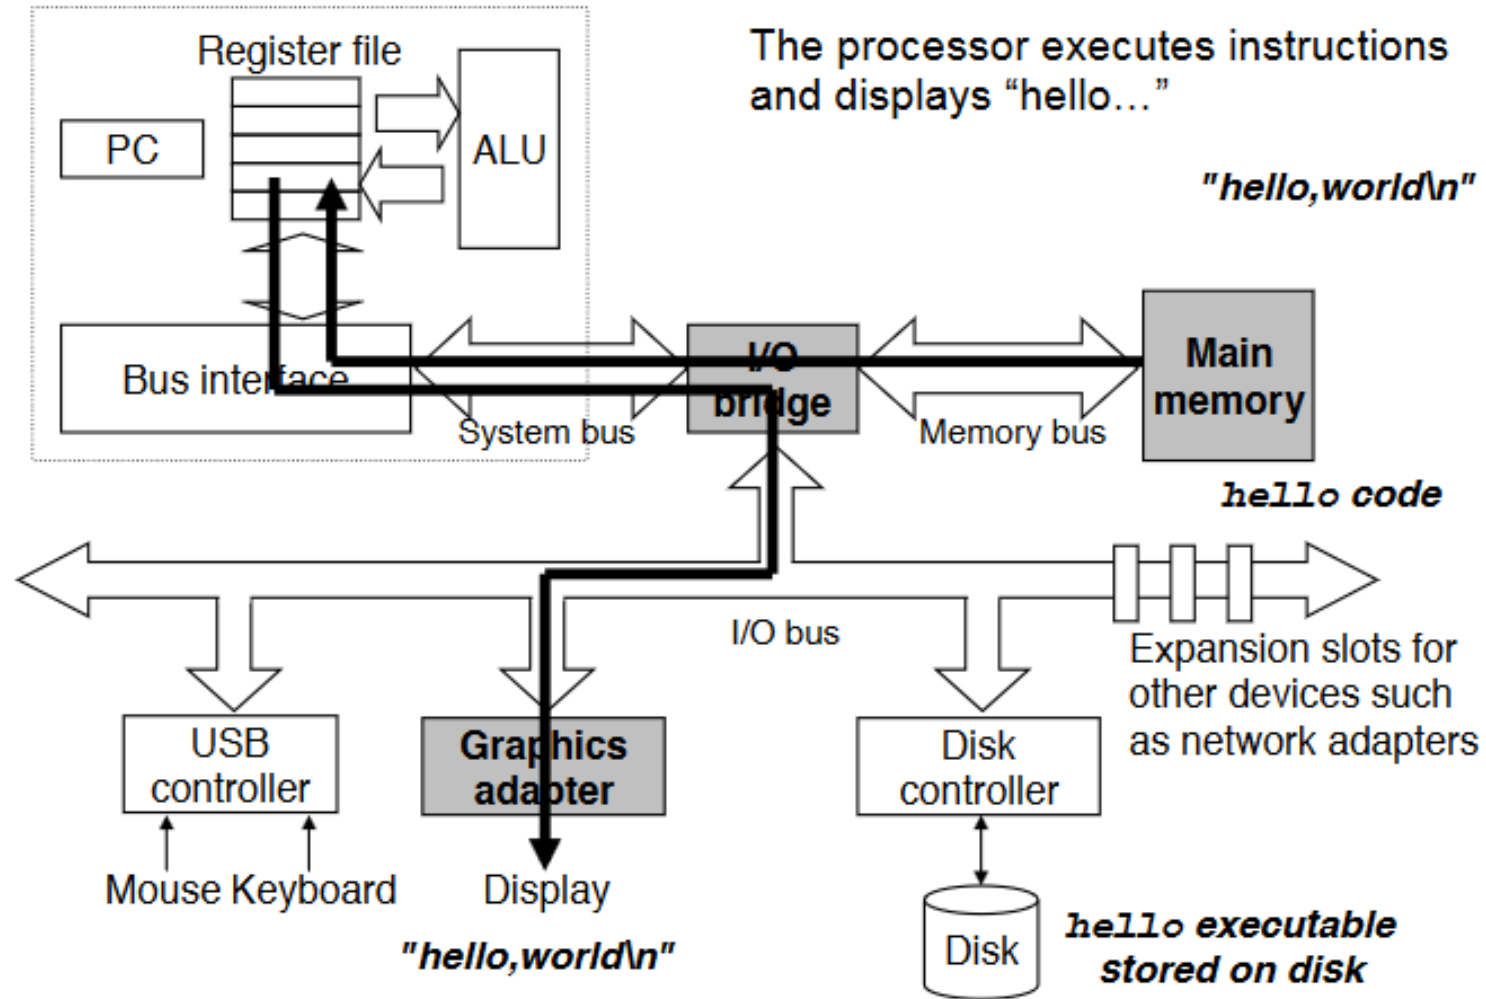 Register file
The processor executes instructions
and displays “hello…”
PC
ALU
"hello,world\n"
Bus interface
I/O
bridge
Main
memory
System bus
Memory bus
hello code
I/O bus
Expansion slots for
other devices such
as network adapters
USB
controller
Graphics
adapter
Disk
controller
Mouse Keyboard
Display
"hello,world\n"
Disk
hello executable
stored on disk